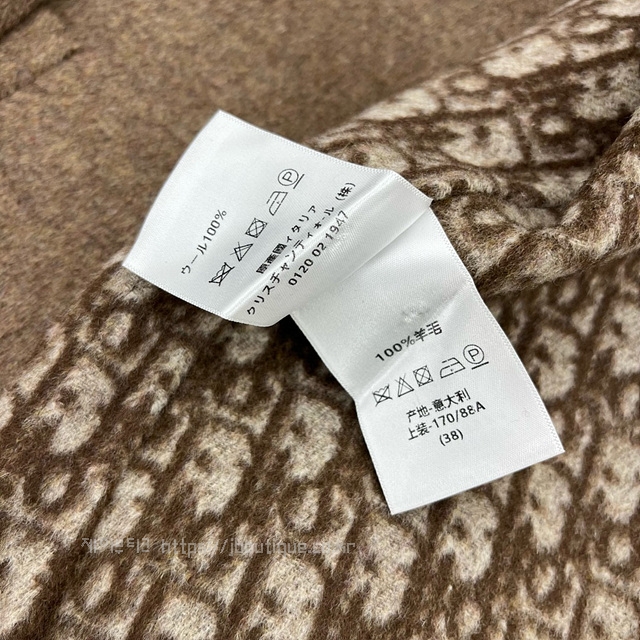 ウール100%
原産国イタリア
クリスチャンディオール (株)
0120 02 1947
100%羊毛
产地-意大利
上装-170/88A
(38)